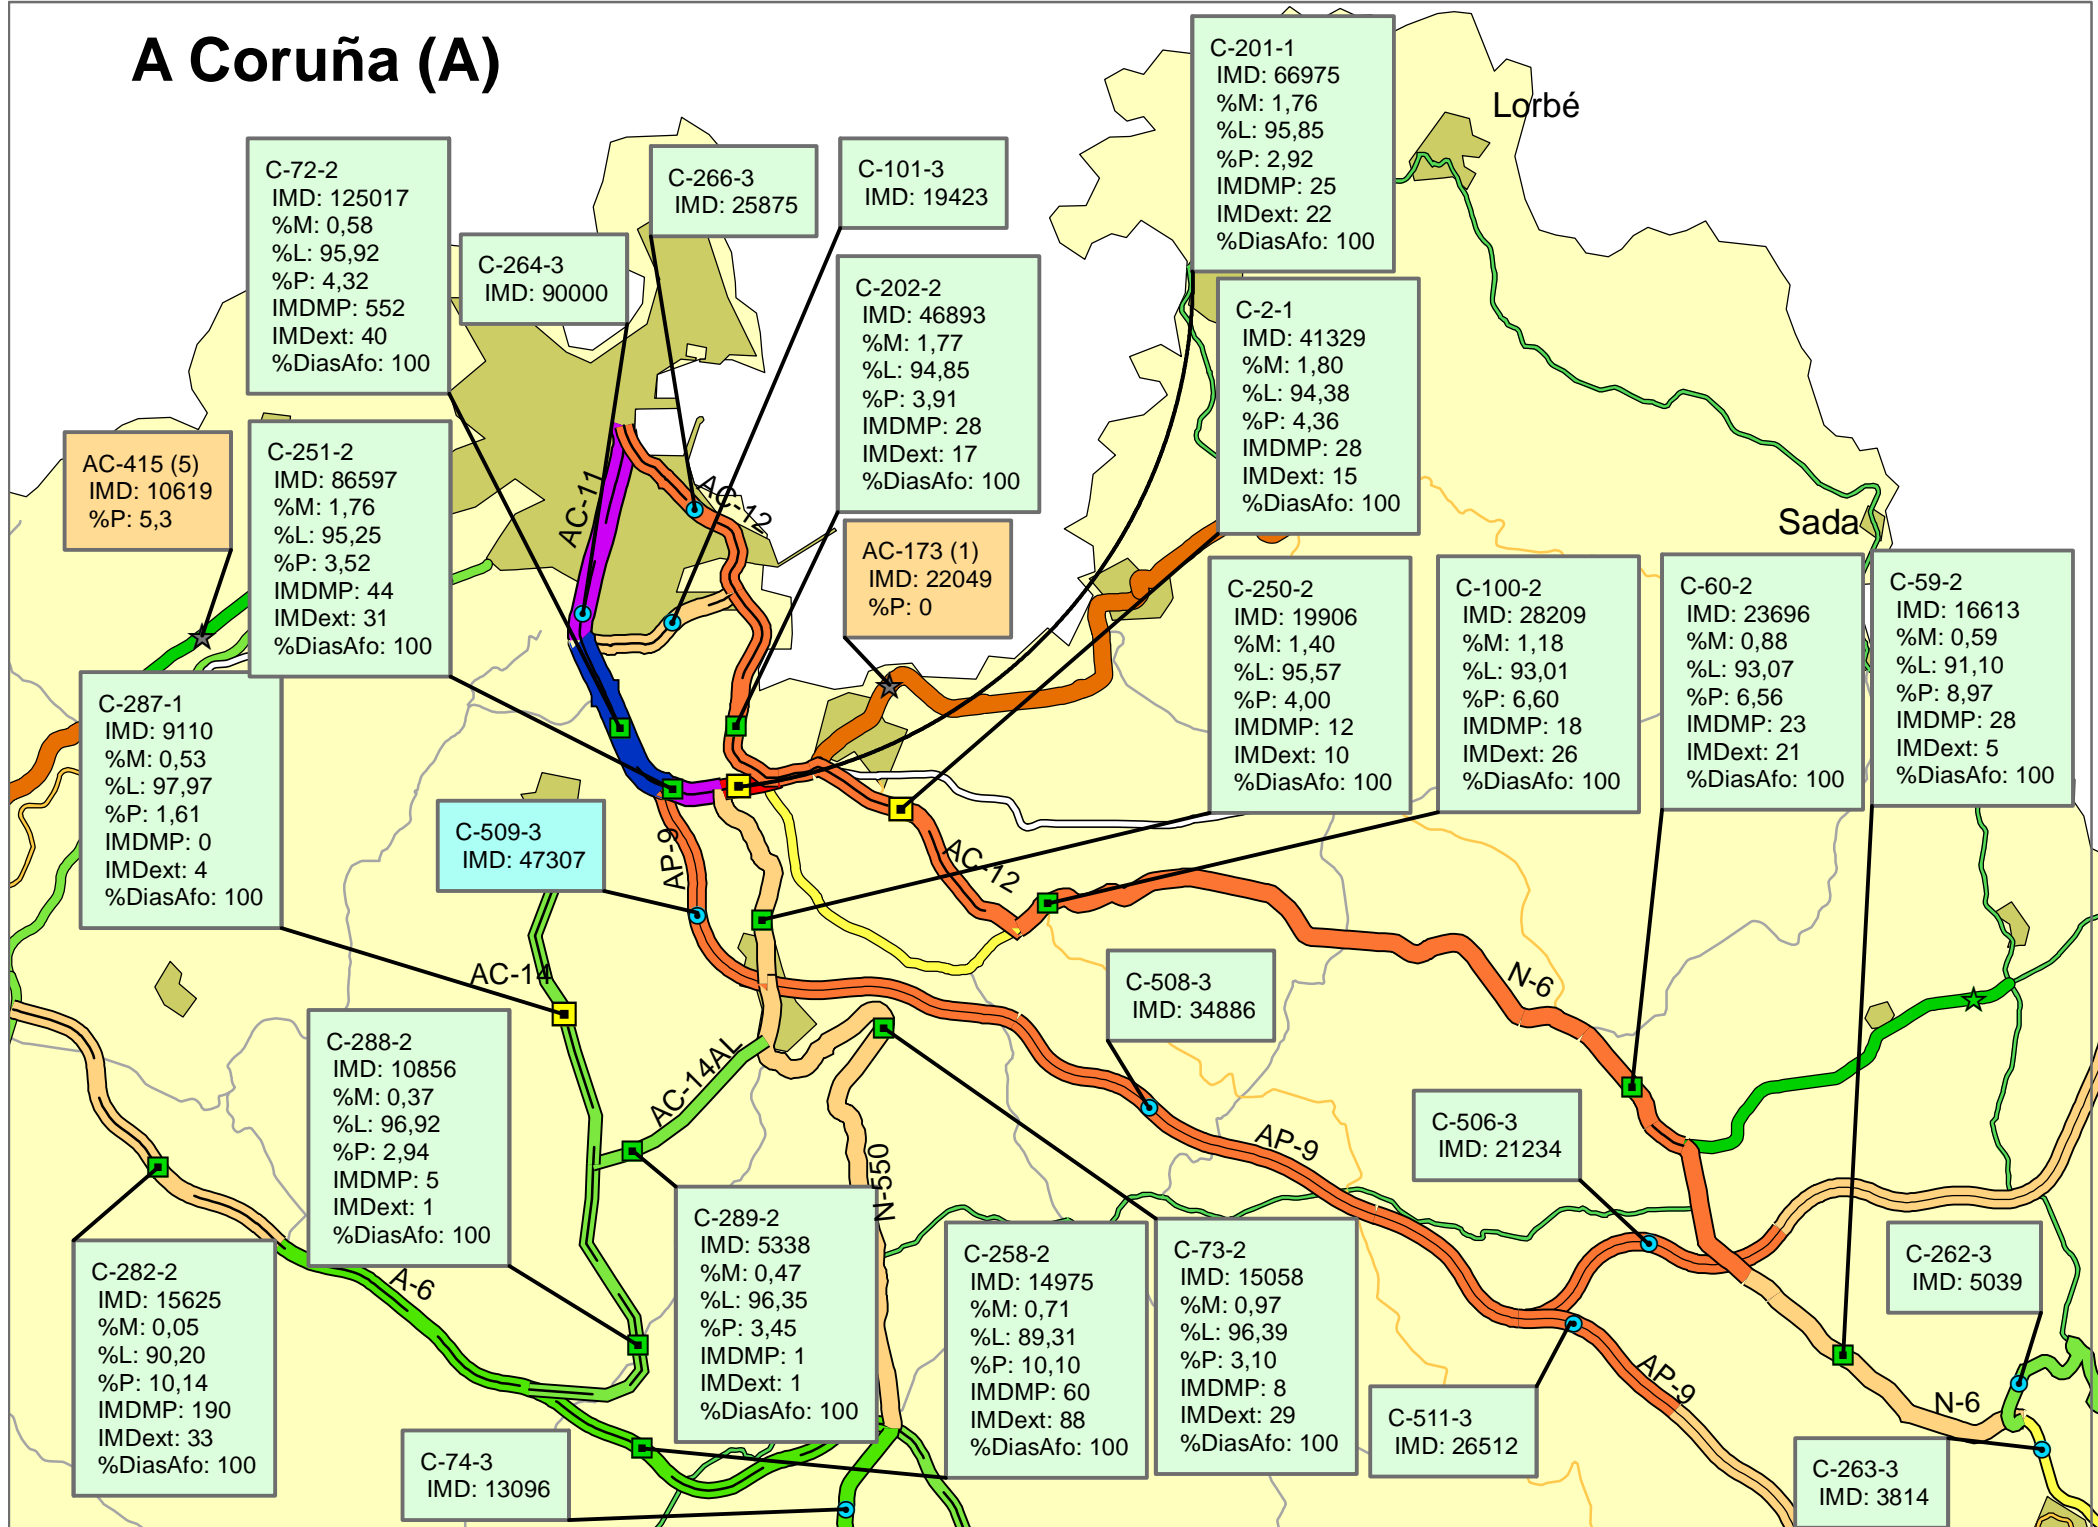 A Coruña (A)
C-201-1
IMD: 66975
%M: 1,76
%L: 95,85
%P: 2,92
IMDMP: 25
IMDext: 22
%DiasAfo: 100
Lorbé
C-72-2
IMD: 125017
%M: 0,58
%L: 95,92
%P: 4,32
IMDMP: 552
IMDext: 40
%DiasAfo: 100
C-266-3
IMD: 25875
C-101-3
IMD: 19423
C-264-3
IMD: 90000
C-202-2
IMD: 46893
%M: 1,77
%L: 94,85
%P: 3,91
IMDMP: 28
IMDext: 17
%DiasAfo: 100
C-2-1
IMD: 41329
%M: 1,80
%L: 94,38
%P: 4,36
IMDMP: 28
IMDext: 15
%DiasAfo: 100
AC-415 (5)
IMD: 10619
%P: 5,3
C-251-2
IMD: 86597
%M: 1,76
%L: 95,25
%P: 3,52
IMDMP: 44
IMDext: 31
%DiasAfo: 100
AC-11
AC-12
Sada
AC-173 (1)
IMD: 22049
%P: 0
C-250-2
IMD: 19906
%M: 1,40
%L: 95,57
%P: 4,00
IMDMP: 12
IMDext: 10
%DiasAfo: 100
C-100-2
IMD: 28209
%M: 1,18
%L: 93,01
%P: 6,60
IMDMP: 18
IMDext: 26
%DiasAfo: 100
C-60-2
IMD: 23696
%M: 0,88
%L: 93,07
%P: 6,56
IMDMP: 23
IMDext: 21
%DiasAfo: 100
C-59-2
IMD: 16613
%M: 0,59
%L: 91,10
%P: 8,97
IMDMP: 28
IMDext: 5
%DiasAfo: 100
C-287-1
IMD: 9110
%M: 0,53
%L: 97,97
%P: 1,61
IMDMP: 0
IMDext: 4
%DiasAfo: 100
C-509-3
IMD: 47307
AP-9
AC-12
AC-14
N-6
C-508-3
IMD: 34886
C-288-2
IMD: 10856
%M: 0,37
%L: 96,92
%P: 2,94
IMDMP: 5
IMDext: 1
%DiasAfo: 100
AC-14AL
AP-9
N-550
C-506-3
IMD: 21234
C-289-2
IMD: 5338
%M: 0,47
%L: 96,35
%P: 3,45
IMDMP: 1
IMDext: 1
%DiasAfo: 100
C-258-2
IMD: 14975
%M: 0,71
%L: 89,31
%P: 10,10
IMDMP: 60
IMDext: 88
%DiasAfo: 100
C-73-2
IMD: 15058
%M: 0,97
%L: 96,39
%P: 3,10
IMDMP: 8
IMDext: 29
%DiasAfo: 100
C-262-3
IMD: 5039
C-282-2
IMD: 15625
%M: 0,05
%L: 90,20
%P: 10,14
IMDMP: 190
IMDext: 33
%DiasAfo: 100
A-6
AP-9
N-6
C-511-3
IMD: 26512
C-74-3
IMD: 13096
C-263-3
IMD: 3814